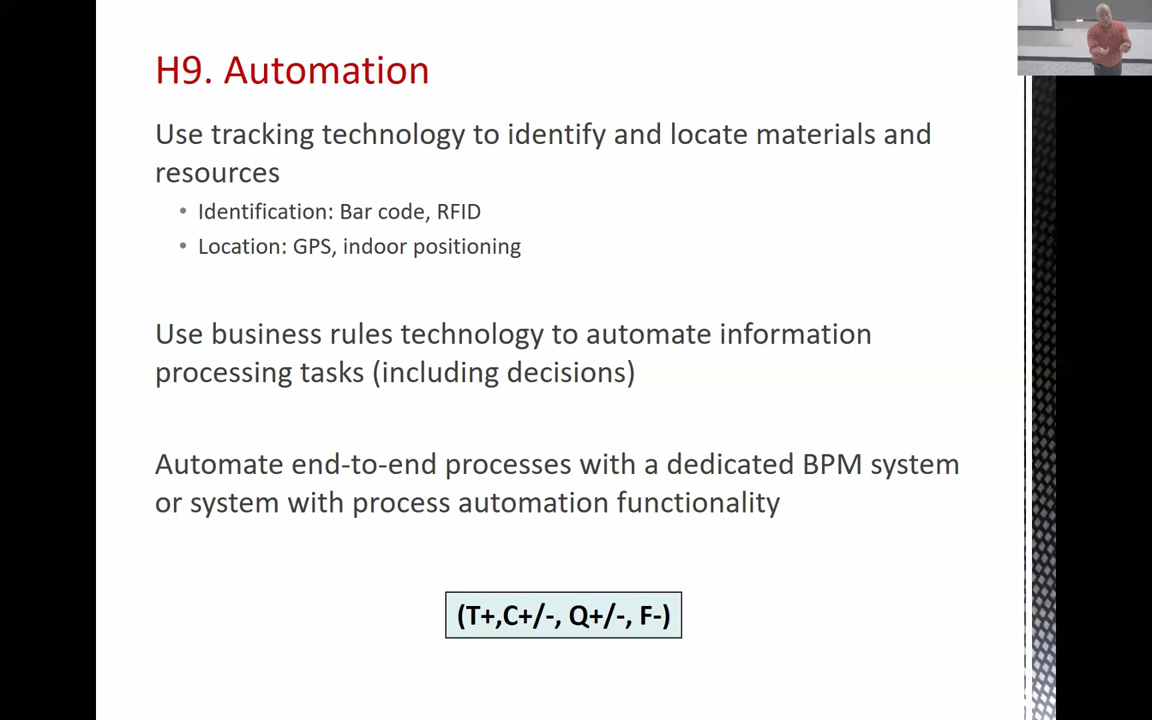 H9. Automation
Use tracking technology to identify and locate materials and
resources
• Identification: Bar code, RFID
• Location: GPS, indoor positioning
Use business rules technology to automate information
processing tasks (including decisions)
Automate end-to-end processes with a dedicated BPM system
or system with process automation functionality
(T+,C+/-, Q+/-, F-)